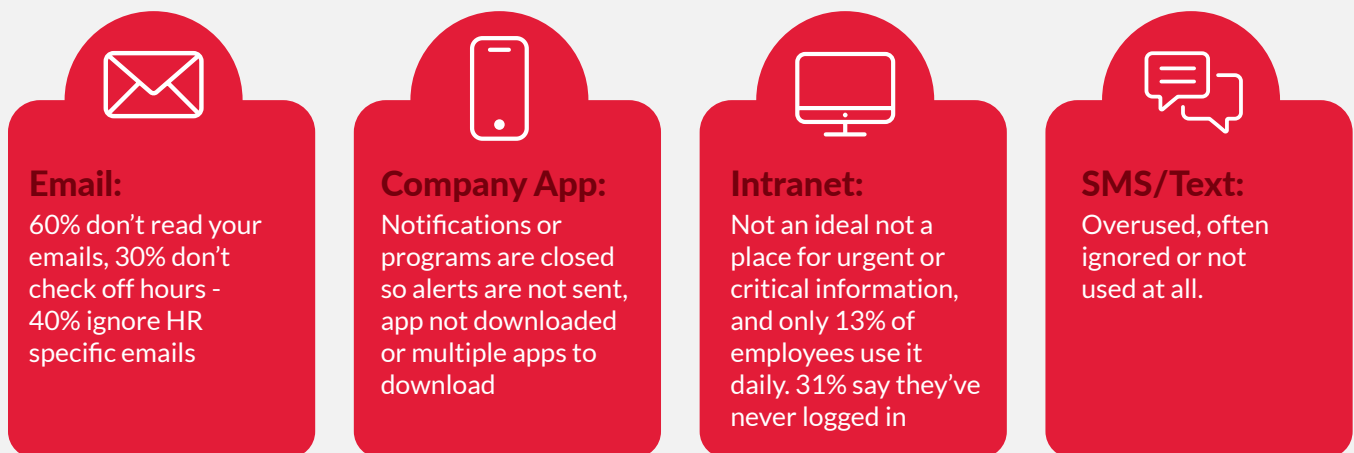 Email:
60% don’t read your
emails, 30% don’t
check off hours -
40% ignore HR
specific emails
Company App:
Notifications or
programs are closed
so alerts are not sent,
app not downloaded
or multiple apps to
download
Intranet:
Not an ideal not a
place for urgent or
critical information,
and only 13% of
employees use it
daily. 31% say they’ve
never logged in
SMS/Text:
Overused, often
ignored or not
used at all.